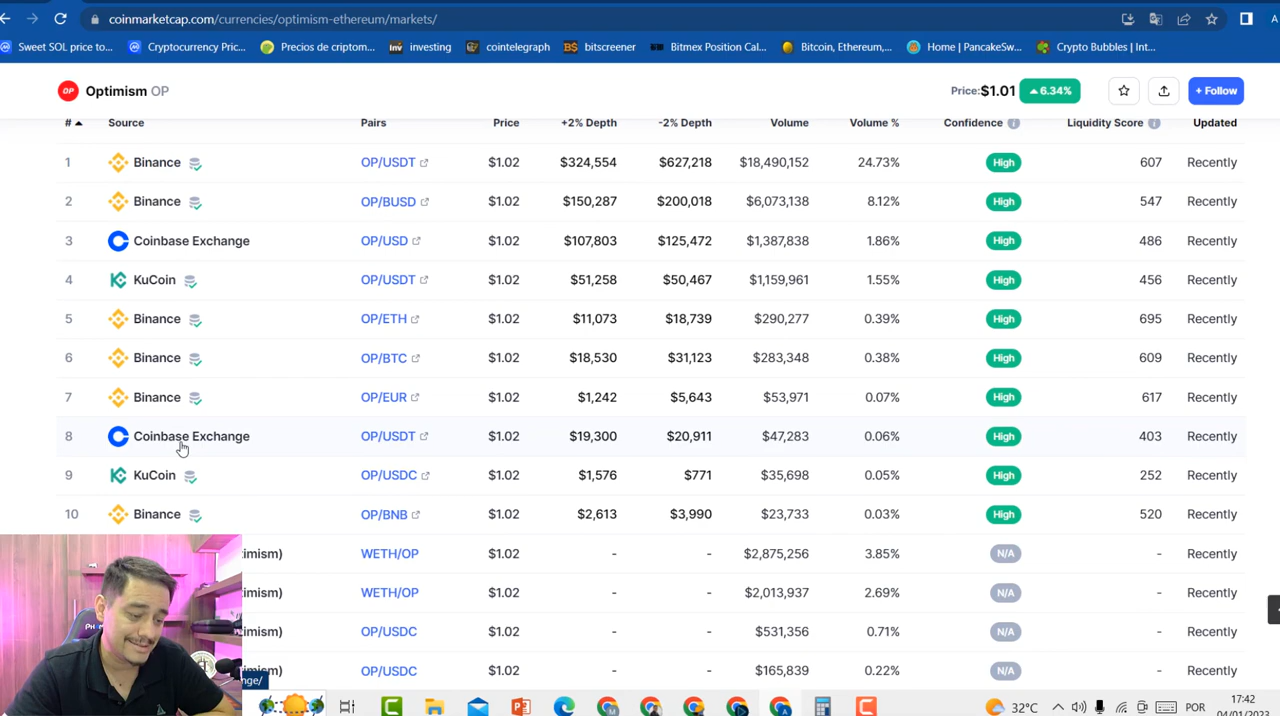 coinmarketcap.com/currencies/optimism-ethereum/markets/
Sweet SOL price to... Cryptocurrency Pric... Precios de criptom... inv investing cointelegraph B$ bitscreener Bitmex Position Cal... Bitcoin, Ethereum,... Home | PancakeSw... Crypto Bubbles | Int...
OP Optimism OP Price: $1.01 6.34% + Follow
# Source Pairs Price +2% Depth -2% Depth Volume Volume % Confidence Liquidity Score Updated
1 Binance OP/USDT $1.02 $324,554 $627,218 $18,490,152 24.73% High 607 Recently
2 Binance OP/BUSD $1.02 $150,287 $200,018 $6,073,138 8.12% High 547 Recently
3 Coinbase Exchange OP/USD $1.02 $107,803 $125,472 $1,387,838 1.86% High 486 Recently
4 KuCoin OP/USDT $1.02 $51,258 $50,467 $1,159,961 1.55% High 456 Recently
5 Binance OP/ETH $1.02 $11,073 $18,739 $290,277 0.39% High 695 Recently
6 Binance OP/BTC $1.02 $18,530 $31,123 $283,348 0.38% High 609 Recently
7 Binance OP/EUR $1.02 $1,242 $5,643 $53,971 0.07% High 617 Recently
8 Coinbase Exchange OP/USDT $1.02 $19,300 $20,911 $47,283 0.06% High 403 Recently
9 KuCoin OP/USDC $1.02 $1,576 $771 $35,698 0.05% High 252 Recently
10 Binance OP/BNB $1.02 $2,613 $3,990 $23,733 0.03% High 520 Recently
timism) WETH/OP $1.02 - - $2,875,256 3.85% N/A - Recently
timism) WETH/OP $1.02 - - $2,013,937 2.69% N/A - Recently
timism) OP/USDC $1.02 - - $531,356 0.71% N/A - Recently
timism) OP/USDC $1.02 - - $165,839 0.22% N/A - Recently
nge/
32°C POR 17:42
04/01/2023